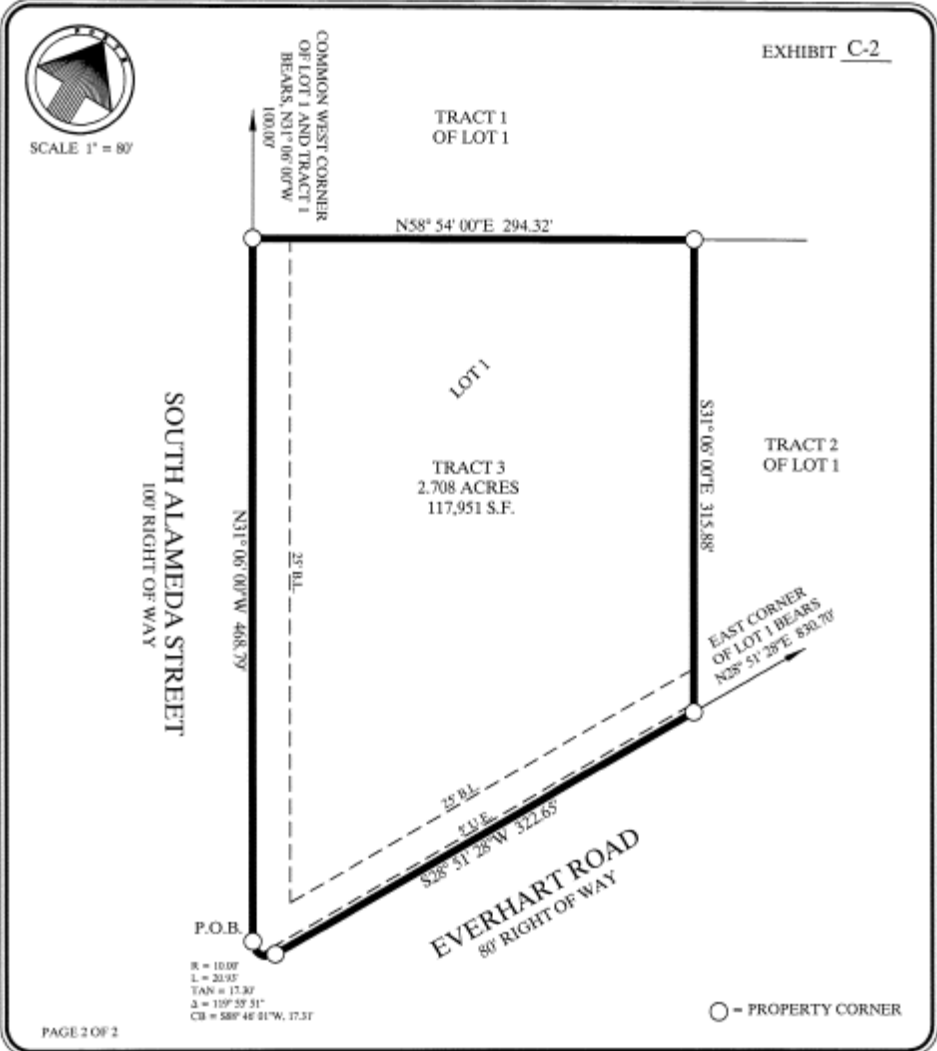 NORTH
SCALE 1" = 80'
EXHIBIT C-2
COMMON WEST CORNER
OF LOT 1 AND TRACT 1
BEARS, N31° 06' 00"W
100.00'
TRACT 1
OF LOT 1
N58° 54' 00"E 294.32'
LOT 1
TRACT 3
2.708 ACRES
117,951 S.F.
S31° 06' 00"E 315.88'
TRACT 2
OF LOT 1
SOUTH ALAMEDA STREET
100' RIGHT OF WAY
N31° 06' 00"W 468.79'
25' B.L.
EAST CORNER
OF LOT 1 BEARS
N28° 51' 28"E 830.70'
25' B.L.
5' U.E.
S28° 51' 28"W 322.65'
EVERHART ROAD
80' RIGHT OF WAY
P.O.B.
R = 10.00'
L = 20.93'
TAN = 17.30'
Δ = 119° 55' 51"
CB = S88° 46' 01"W, 17.31'
= PROPERTY CORNER
PAGE 2 OF 2